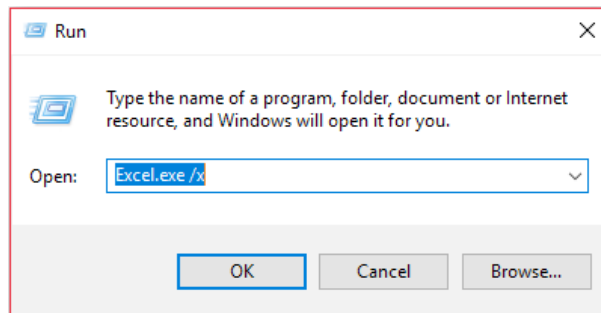 Run
Type the name of a program, folder, document or Internet
resource, and Windows will open it for you.
Open: Excel.exe /x
OK Cancel Browse...